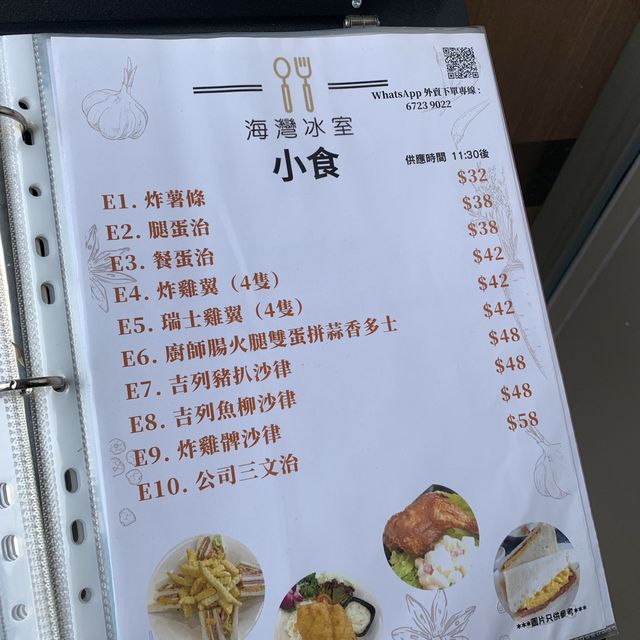 WhatsApp 外賣下單專線：
6723 9022
海灣冰室
小食
供應時間 11:30後
E1. 炸薯條 $32
E2. 腿蛋治 $38
E3. 餐蛋治 $38
E4. 炸雞翼（4隻） $42
E5. 瑞士雞翼（4隻） $42
E6. 廚師腸火腿雙蛋拼蒜香多士 $42
E7. 吉列豬扒沙律 $48
E8. 吉列魚柳沙律 $48
E9. 炸雞牌沙律 $48
E10. 公司三文治 $58
***圖片只供參考***